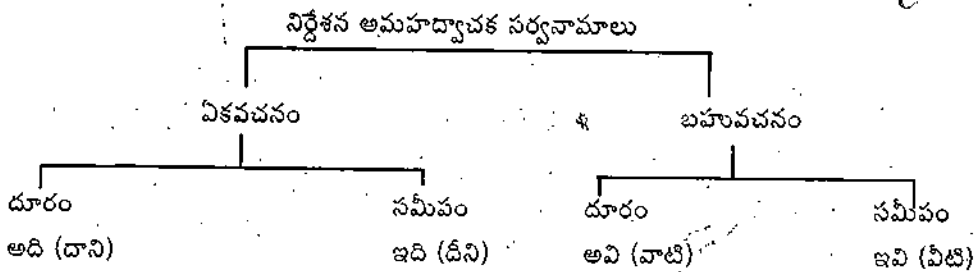 నిర్దేశన అమహద్వాచక సర్వనామాలు
ఏకవచనం బహువచనం
దూరం సమీపం దూరం సమీపం
అది (దాని) ఇది (దీని) అవి (వాటి) ఇవి (వీటి)